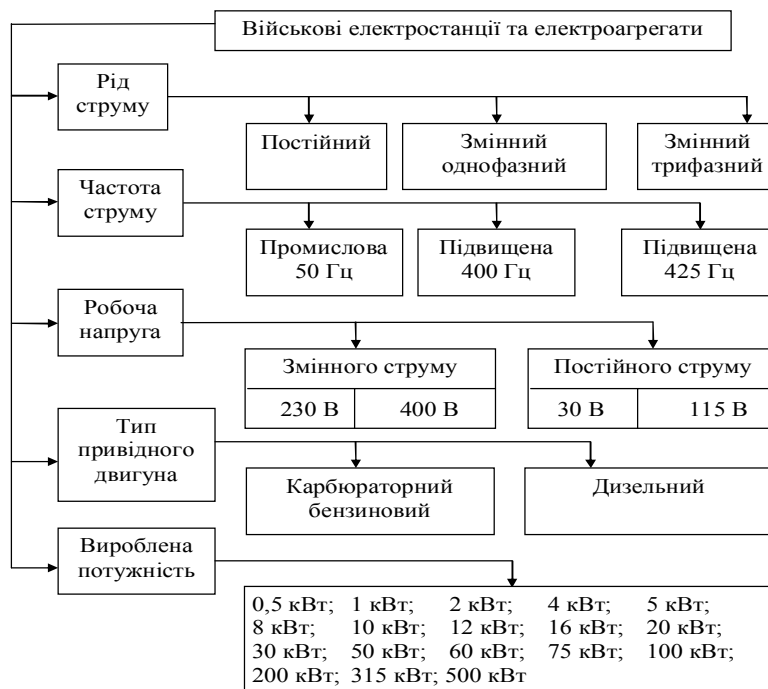 Військові електростанції та електроагрегати
Рід
струму
Постійний
Змінний
однофазний
Змінний
трифазний
Частота
струму
Промислова
50 Гц
Підвищена
400 Гц
Підвищена
425 Гц
Робоча
напруга
Змінного струму
230 В 400 В
Постійного струму
30 В 115 В
Тип
привідного
двигуна
Карбюраторний
бензиновий
Дизельний
Вироблена
потужність
0,5 кВт; 1 кВт; 2 кВт; 4 кВт; 5 кВт;
8 кВт; 10 кВт; 12 кВт; 16 кВт; 20 кВт;
30 кВт; 50 кВт; 60 кВт; 75 кВт; 100 кВт;
200 кВт; 315 кВт; 500 кВт